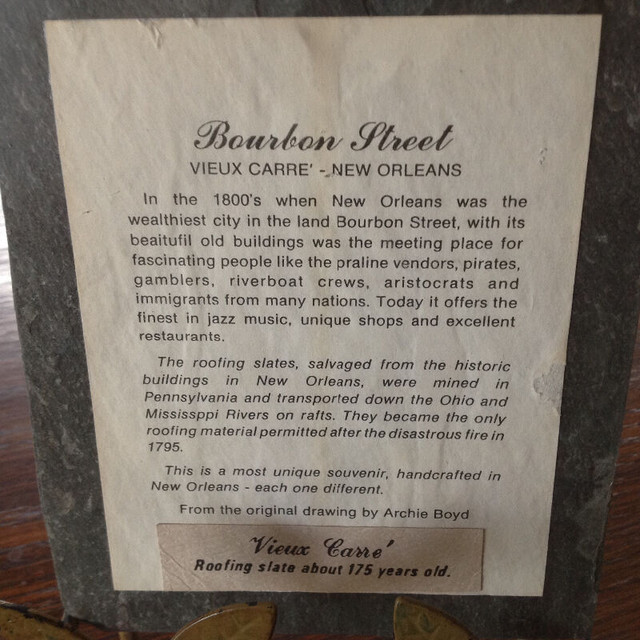 Bourbon Street
VIEUX CARRE' - NEW ORLEANS
In the 1800's when New Orleans was the
wealthiest city in the land Bourbon Street, with its
beaitufil old buildings was the meeting place for
fascinating people like the praline vendors, pirates,
gamblers, riverboat crews, aristocrats and
immigrants from many nations. Today it offers the
finest in jazz music, unique shops and excellent
restaurants.
The roofing slates, salvaged from the historic
buildings in New Orleans, were mined in
Pennsylvania and transported down the Ohio and
Mississppi Rivers on rafts. They became the only
roofing material permitted after the disastrous fire in
1795.
This is a most unique souvenir, handcrafted in
New Orleans - each one different.
From the original drawing by Archie Boyd
Vieux Carré
Roofing slate about 175 years old.